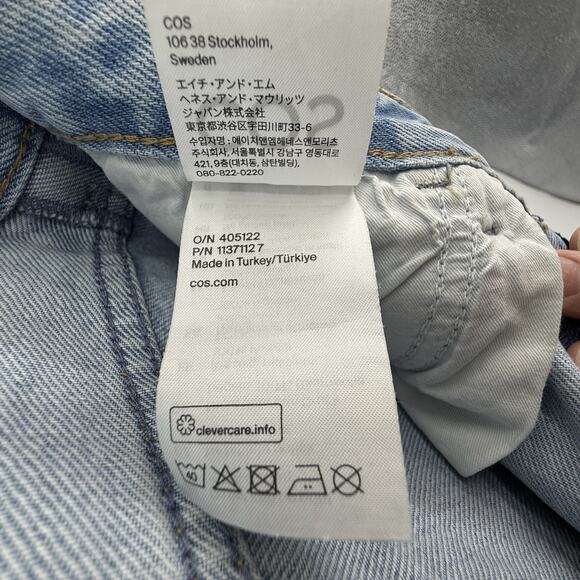 COS
106 38 Stockholm,
Sweden
エイチ・アンド・エム
ヘネス・アンド・マウリッツ
ジャパン株式会社
東京都渋谷区宇田川町33-6
수입자명 : 에이치앤엠헤네스앤모리츠
주식회사, 서울특별시 강남구 영동대로
421, 9층(대치동, 삼탄빌딩),
080-822-0220
O/N 405122
P/N 1137112 7
Made in Turkey/Türkiye
cos.com
clevercare.info
40